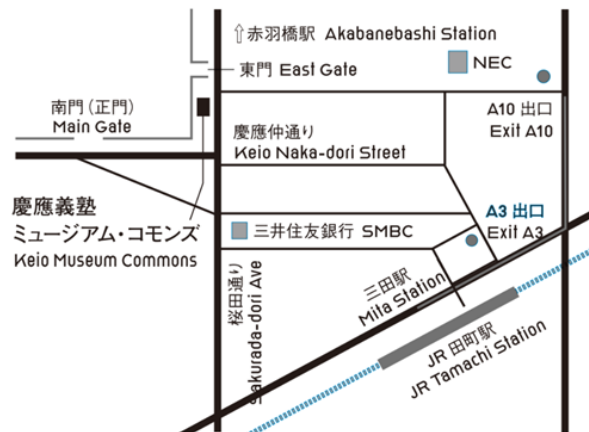 赤羽橋駅 Akabanebashi Station
NEC
東門 East Gate
南門（正門）
Main Gate
A10 出口
Exit A10
慶應仲通り
Keio Naka-dori Street
慶應義塾
ミュージアム・コモンズ
Keio Museum Commons
A3 出口
Exit A3
三井住友銀行 SMBC
桜田通り
Sakurada-dori Ave
三田駅
Mita Station
JR 田町駅
JR Tamachi Station